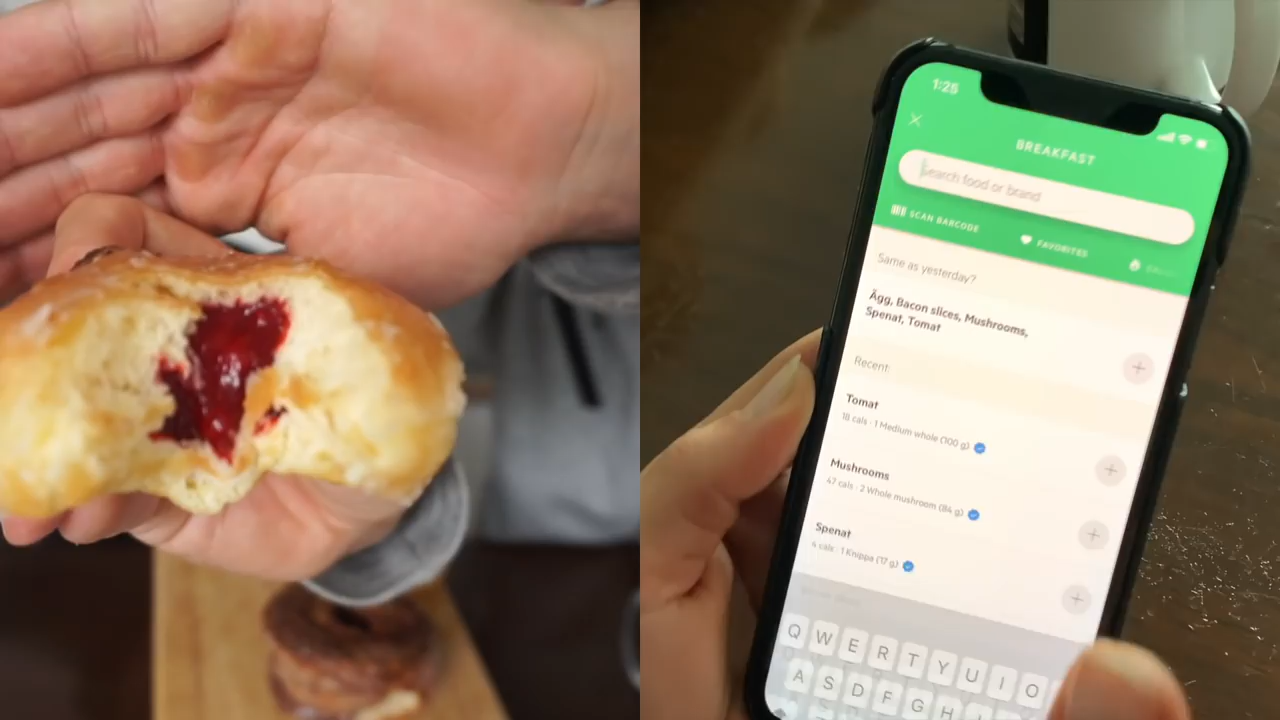 1:25
BREAKFAST
Search food or brand
SCAN BARCODE
FAVORITES
Same as yesterday?
Ägg, Bacon slices, Mushrooms,
Spenat, Tomat
Recent
Tomat
18 cals · 1 Medium whole (100 g)
Mushrooms
47 cals · 2 Whole mushroom (84 g)
Spenat
4 cals · 1 Knippa (17 g)
Q W E R T Y U I O
A S D F G H